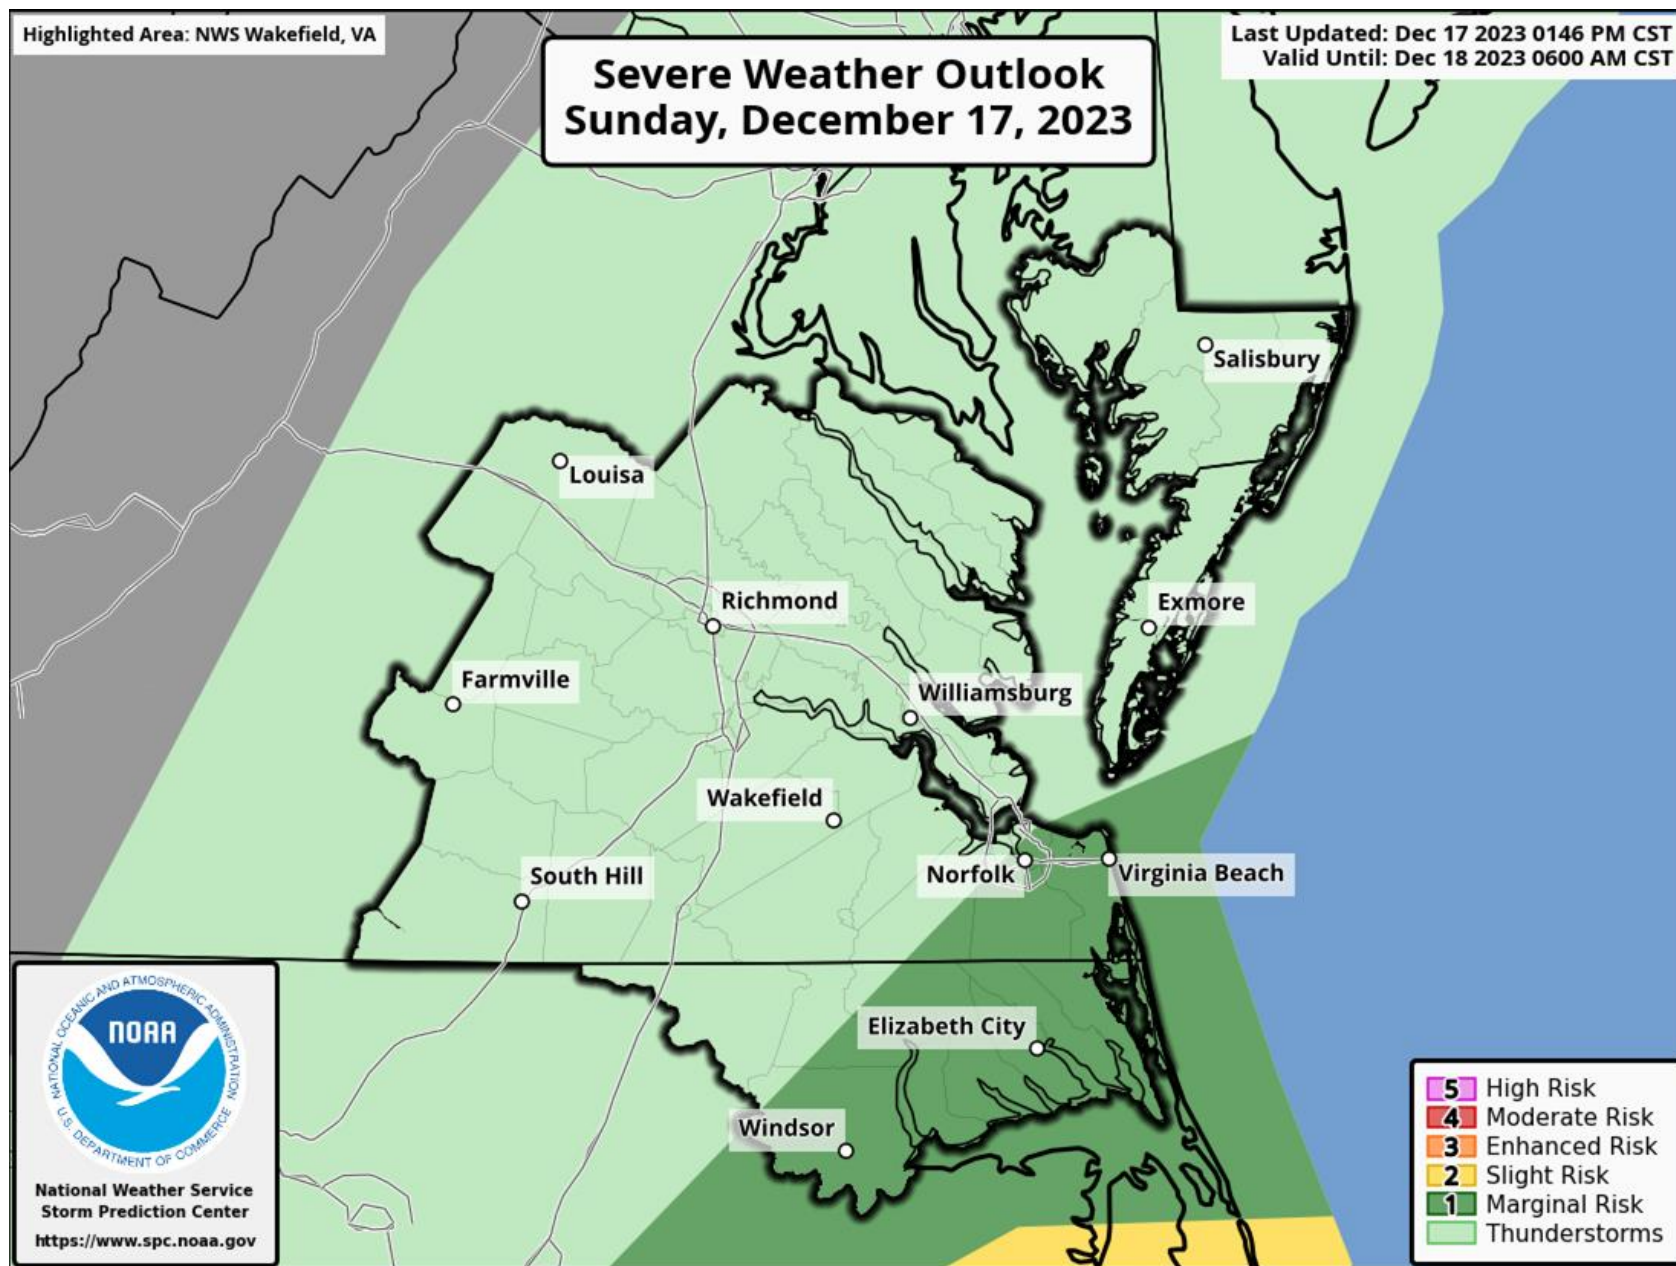 Highlighted Area: NWS Wakefield, VA
Last Updated: Dec 17 2023 0146 PM CST
Valid Until: Dec 18 2023 0600 AM CST
Severe Weather Outlook
Sunday, December 17, 2023
Salisbury
Louisa
Richmond
Exmore
Farmville
Williamsburg
Wakefield
Norfolk
Virginia Beach
South Hill
Elizabeth City
Windsor
NATIONAL OCEANIC AND ATMOSPHERIC ADMINISTRATION
NOAA
U.S. DEPARTMENT OF COMMERCE
National Weather Service
Storm Prediction Center
https://www.spc.noaa.gov
5 High Risk
4 Moderate Risk
3 Enhanced Risk
2 Slight Risk
1 Marginal Risk
Thunderstorms